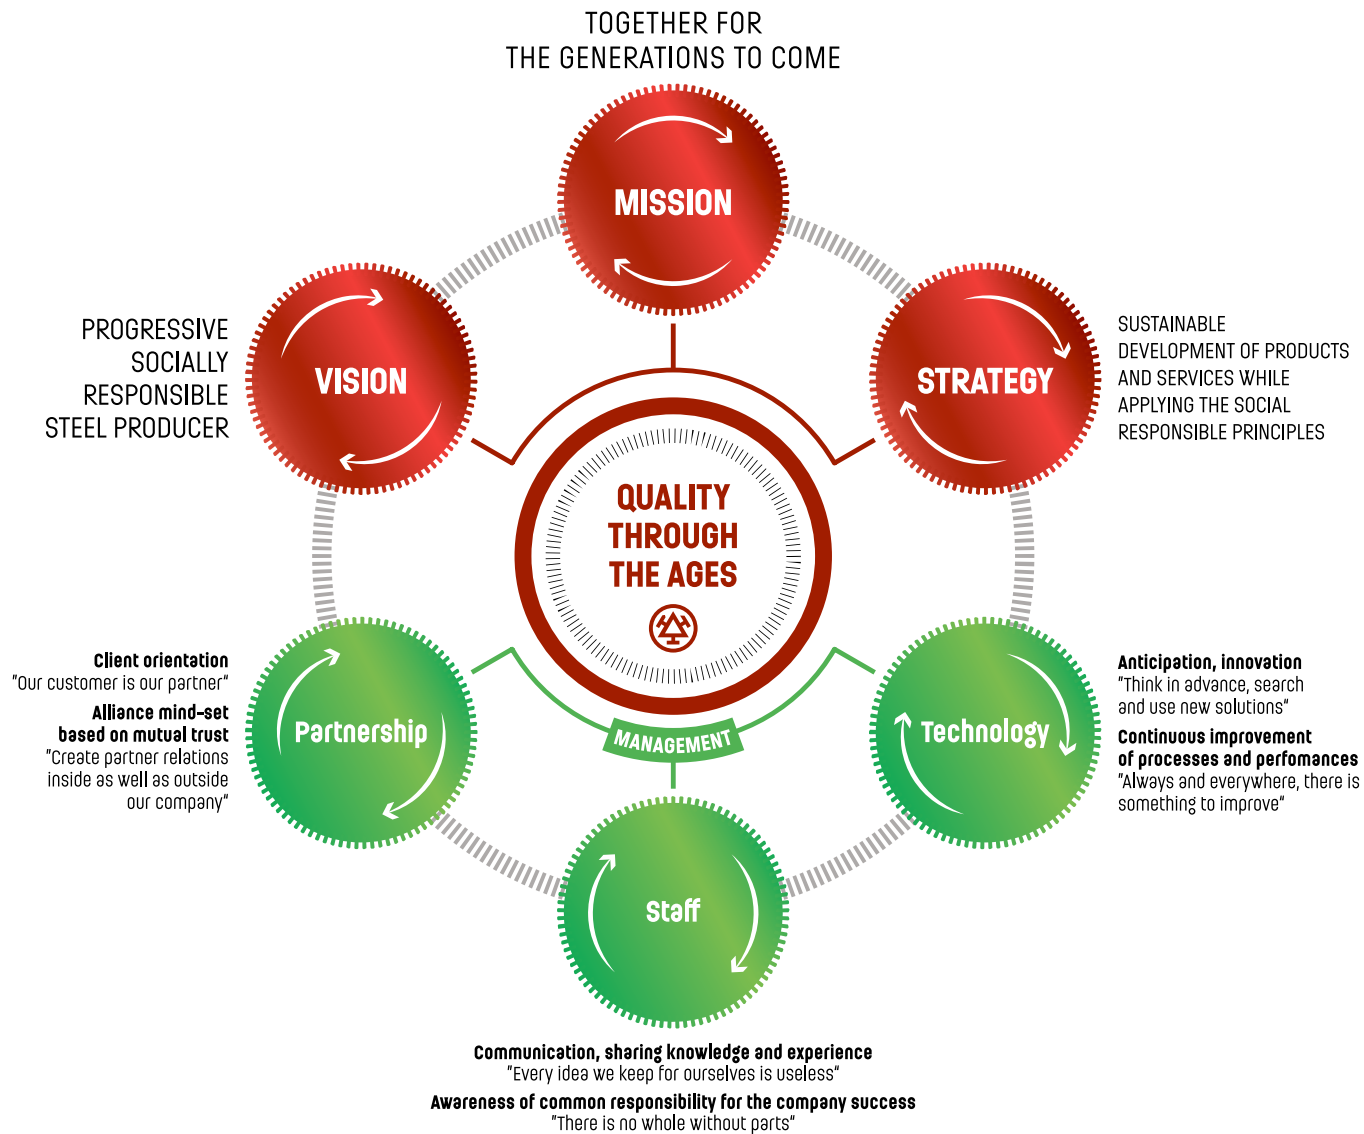 TOGETHER FOR
THE GENERATIONS TO COME
MISSION
VISION
PROGRESSIVE
SOCIALLY
RESPONSIBLE
STEEL PRODUCER
STRATEGY
SUSTAINABLE
DEVELOPMENT OF PRODUCTS
AND SERVICES WHILE
APPLYING THE SOCIAL
RESPONSIBLE PRINCIPLES
QUALITY
THROUGH
THE AGES
MANAGEMENT
Partnership
Client orientation
"Our customer is our partner“
Alliance mind-set
based on mutual trust
"Create partner relations
inside as well as outside
our company“
Technology
Anticipation, innovation
"Think in advance, search
and use new solutions“
Continuous improvement
of processes and perfomances
"Always and everywhere, there is
something to improve“
Staff
Communication, sharing knowledge and experience
"Every idea we keep for ourselves is useless“
Awareness of common responsibility for the company success
"There is no whole without parts“